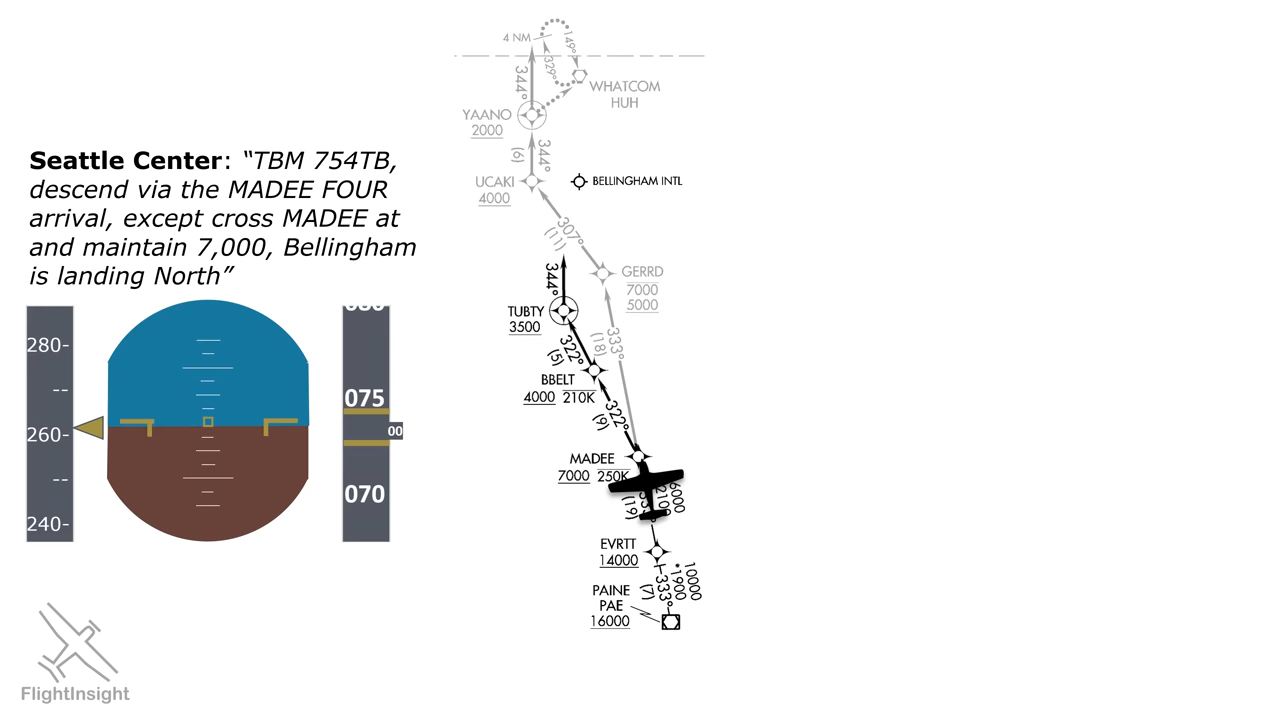 Seattle Center: “TBM 754TB,
descend via the MADEE FOUR
arrival, except cross MADEE at
and maintain 7,000, Bellingham
is landing North”
280-
--
260-
--
240-
080
075
00
070
FlightInsight
4 NM
149°
329°
344°
WHATCOM
HUH
YAANO
2000
(6)
344°
UCAKI
4000
BELLINGHAM INTL
307°
(11)
GERRD
7000
5000
344°
TUBTY
3500
333°
(18)
322°
(5)
BBELT
4000 210K
322°
(9)
MADEE
7000 250K
6000
(19)
EVRTT
14000
10000
*1900
333°
(7)
PAINE
PAE
16000